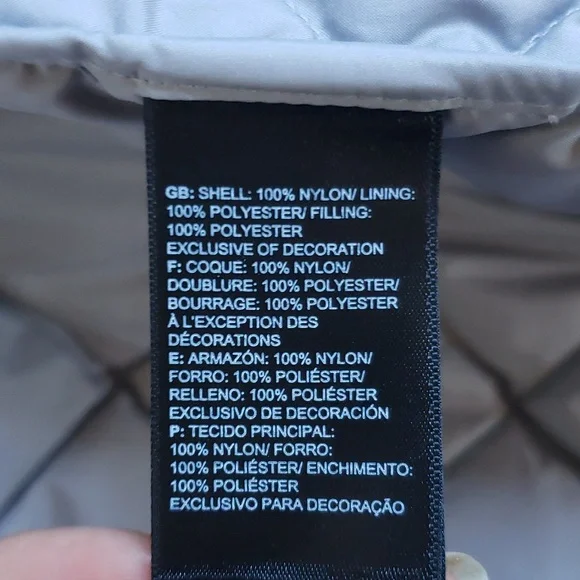 GB: SHELL: 100% NYLON/ LINING:
100% POLYESTER/ FILLING:
100% POLYESTER
EXCLUSIVE OF DECORATION
F: COQUE: 100% NYLON/
DOUBLURE: 100% POLYESTER/
BOURRAGE: 100% POLYESTER
À L'EXCEPTION DES
DÉCORATIONS
E: ARMAZÓN: 100% NYLON/
FORRO: 100% POLIÉSTER/
RELLENO: 100% POLIÉSTER
EXCLUSIVO DE DECORACIÓN
P: TECIDO PRINCIPAL:
100% NYLON/ FORRO:
100% POLIÉSTER/ ENCHIMENTO:
100% POLIÉSTER
EXCLUSIVO PARA DECORAÇÃO